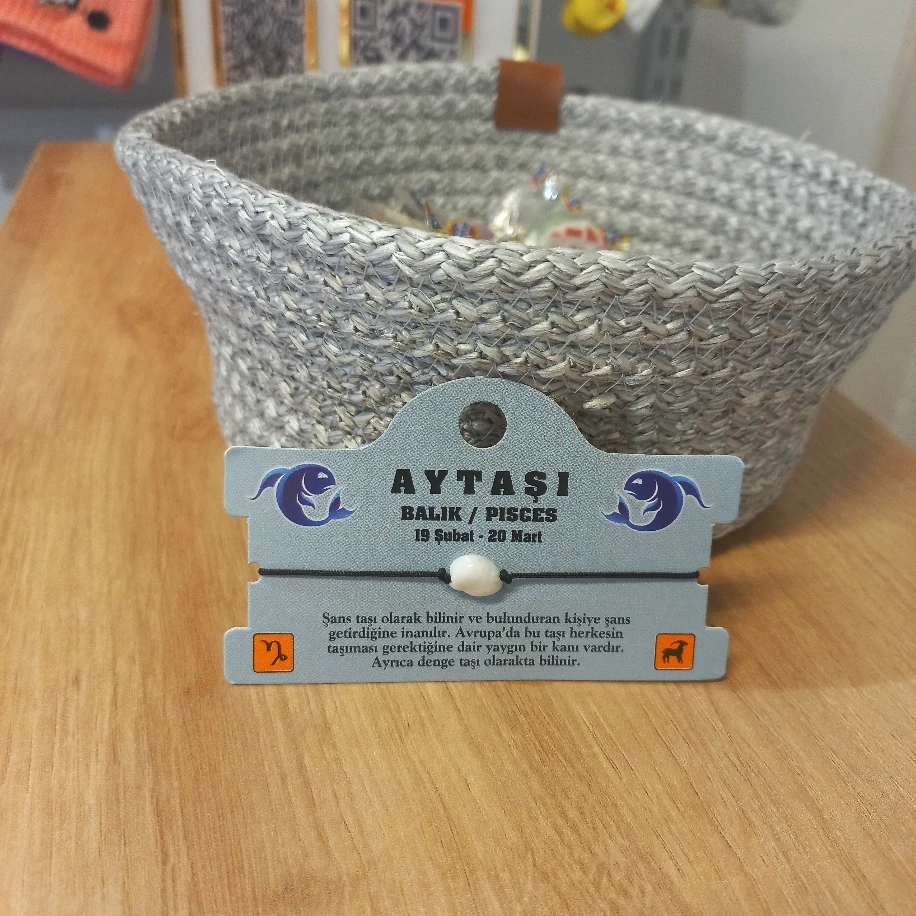 AYTAŞI
BALIK / PISCES
19 Şubat - 20 Mart
Şans taşı olarak bilinir ve bulunduran kişiye şans
getirdiğine inanılır. Avrupa'da bu taşı herkesin
taşıması gerektiğine dair yaygın bir kanı vardır.
Ayrıca denge taşı olarakta bilinir.